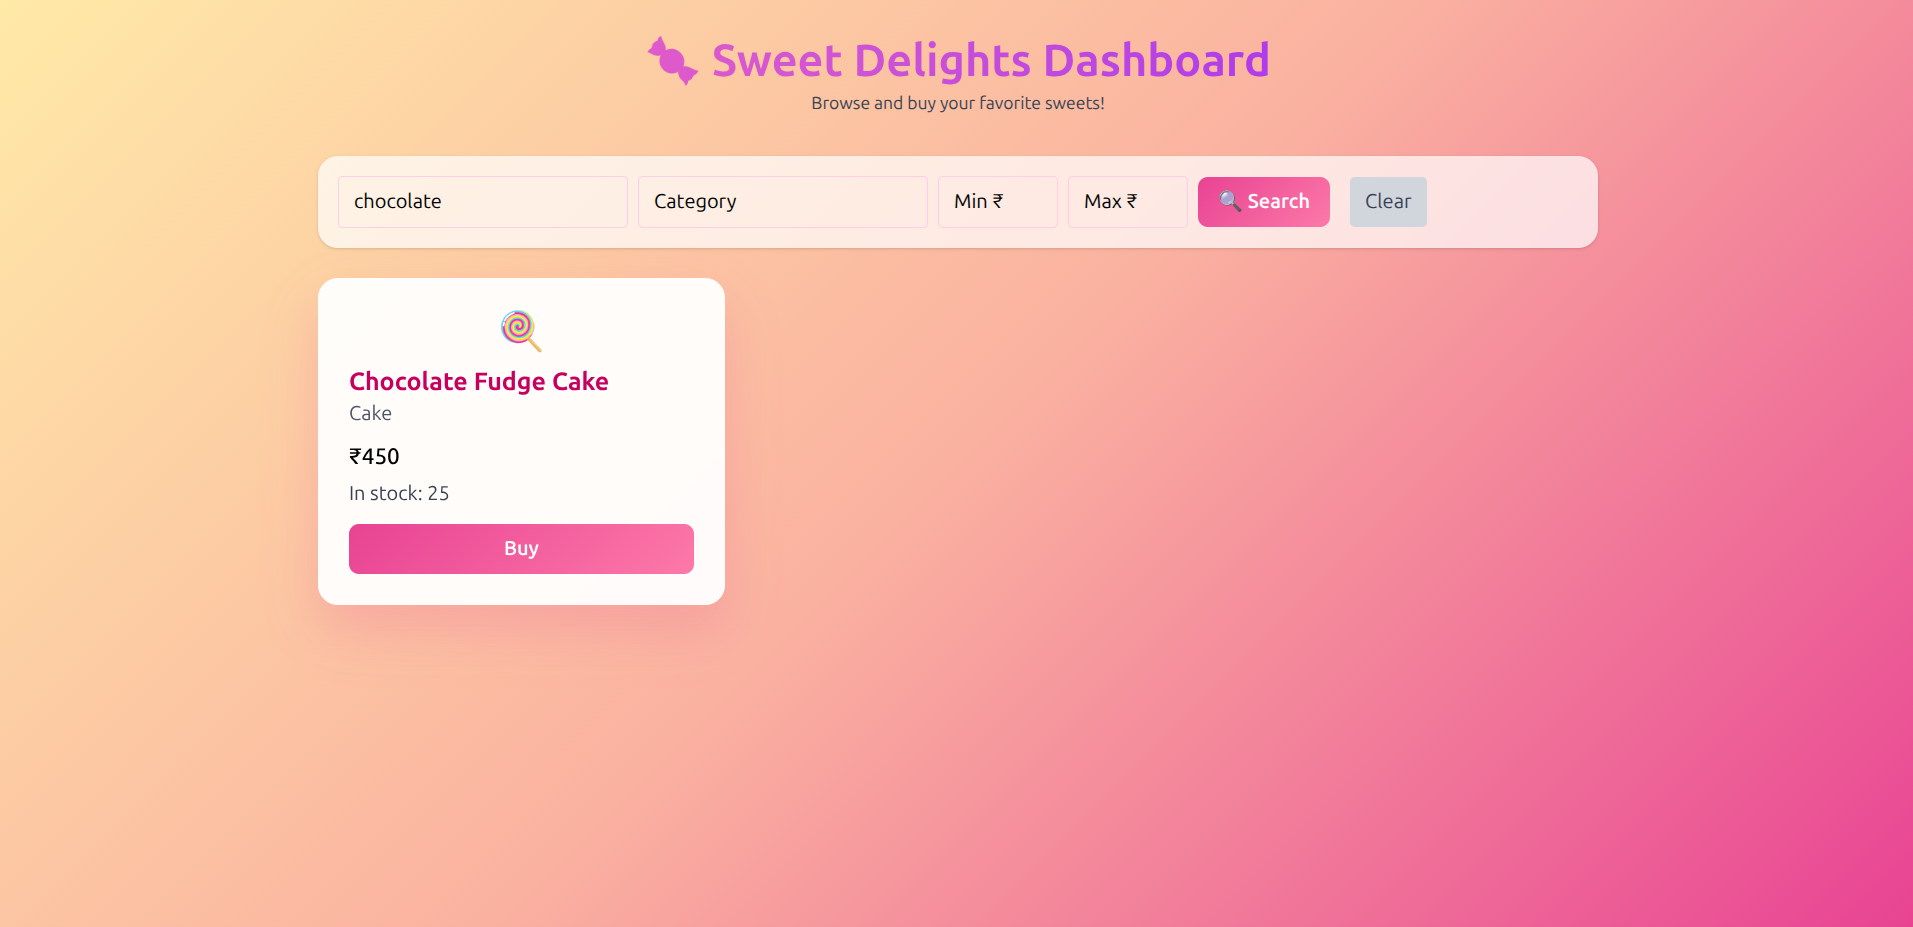 🍬 Sweet Delights Dashboard
Browse and buy your favorite sweets!
chocolate Category Min ₹ Max ₹ 🔍 Search Clear
Chocolate Fudge Cake
Cake
₹450
In stock: 25
Buy